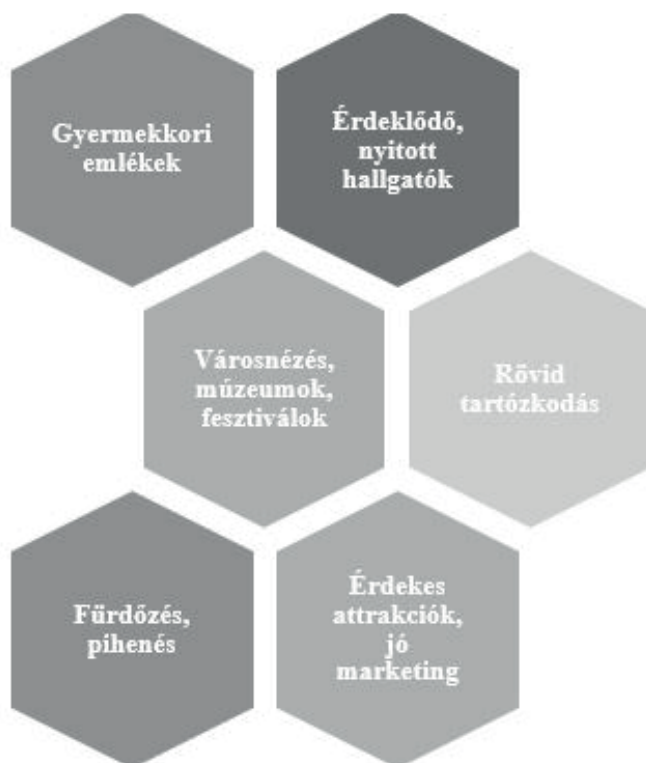 Gyermekkori
emlékek
Érdeklődő,
nyitott
hallgatók
Városnézés,
múzeumok,
fesztiválok
Rövid
tartózkodás
Fürdőzés,
pihenés
Érdekes
attrakciók,
jó
marketing